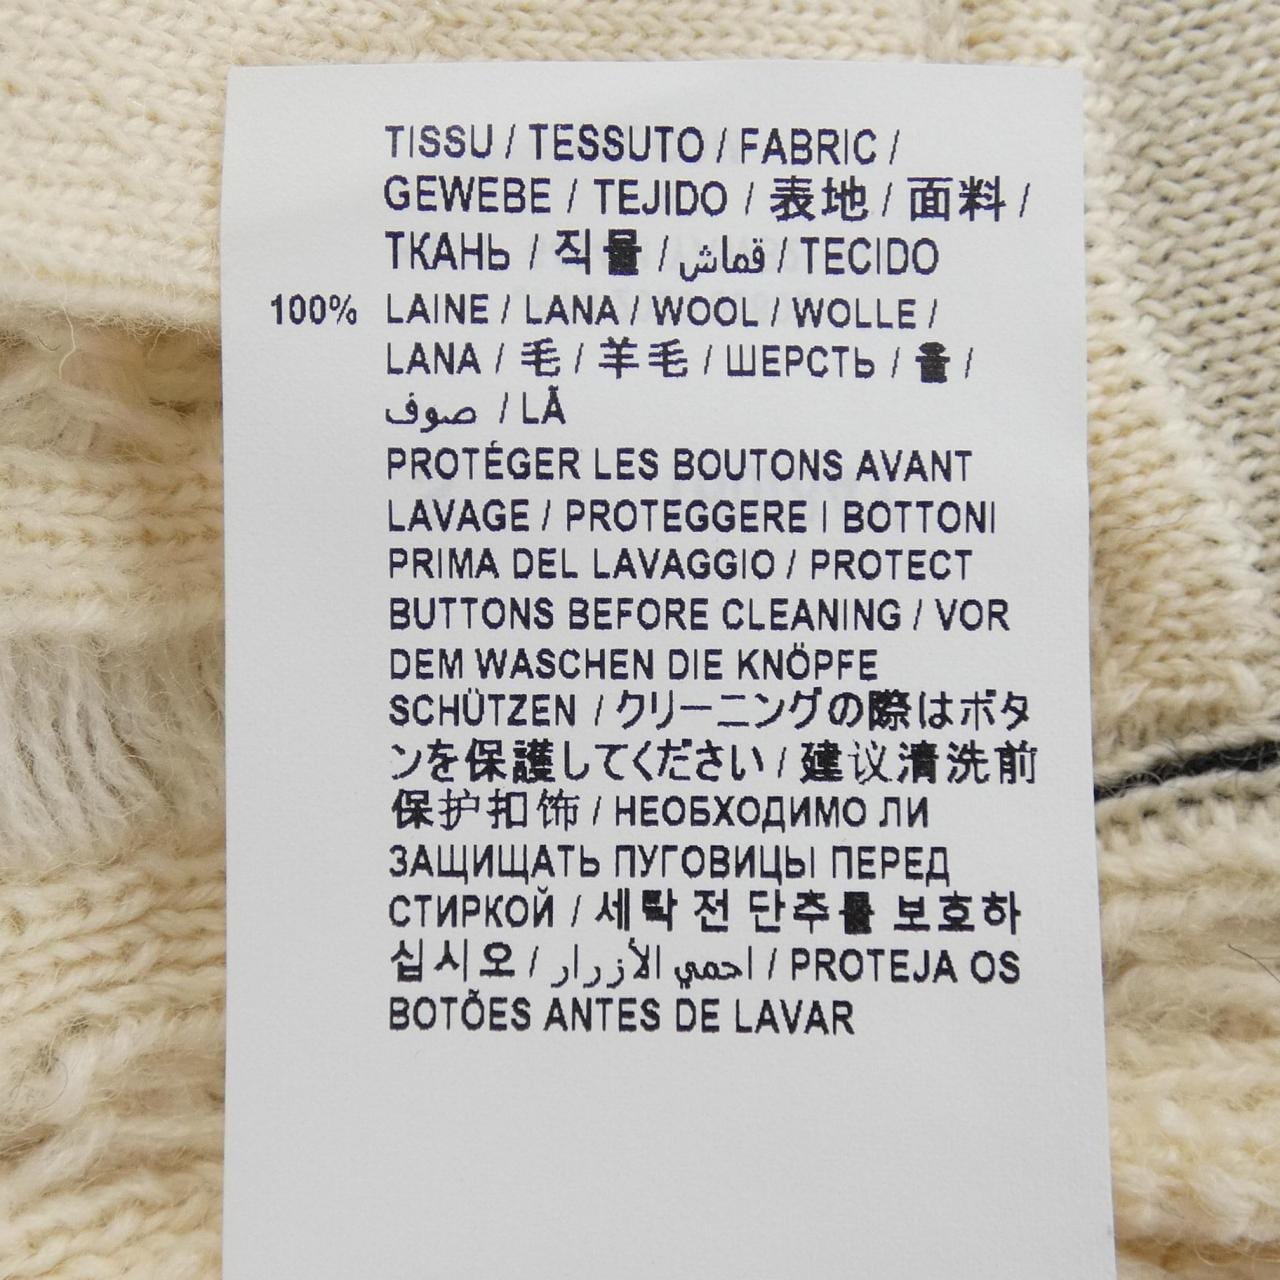 TISSU / TESSUTO / FABRIC /
GEWEBE / TEJIDO / 表地 / 面料 /
ТКАНЬ / 직물 / قماش / TECIDO
100% LAINE / LANA / WOOL / WOLLE /
LANA / 毛 / 羊毛 / ШЕРСТЬ / 울 /
صوف / LÃ
PROTÉGER LES BOUTONS AVANT
LAVAGE / PROTEGGERE I BOTTONI
PRIMA DEL LAVAGGIO / PROTECT
BUTTONS BEFORE CLEANING / VOR
DEM WASCHEN DIE KNÖPFE
SCHÜTZEN / クリーニングの際はボタ
ンを保護してください / 建议清洗前
保护扣饰 / НЕОБХОДИМО ЛИ
ЗАЩИЩАТЬ ПУГОВИЦЫ ПЕРЕД
СТИРКОЙ / 세탁 전 단추를 보호하
십시오 / احمي الأزرار / PROTEJA OS
BOTÕES ANTES DE LAVAR